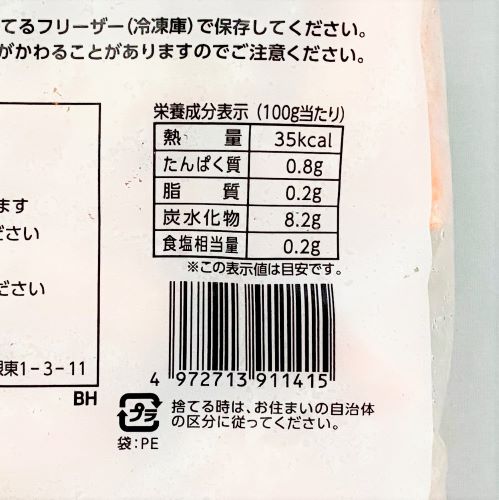 てるフリーザー(冷凍庫)で保存してください。
がかわることがありますのでご注意ください。
栄養成分表示 (100g当たり)
熱量 35kcal
たんぱく質 0.8g
脂質 0.2g
炭水化物 8.2g
食塩相当量 0.2g
※この表示値は目安です。
ます
ださい
ださい
東1-3-11
BH
4 972713 911415
プラ
袋:PE
捨てる時は、お住まいの自治体
の区分に従ってください。